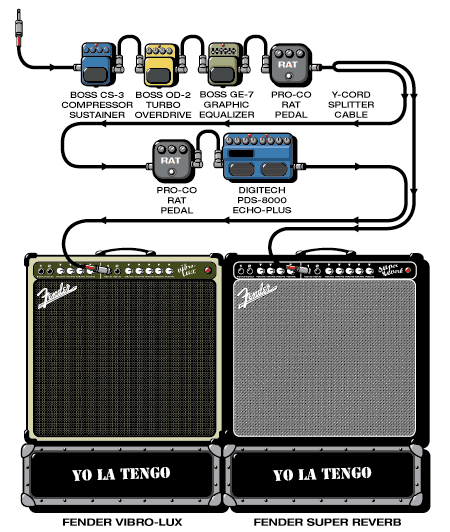 RAT
BOSS CS-3 COMPRESSOR SUSTAINER
BOSS OD-2 TURBO OVERDRIVE
BOSS GE-7 GRAPHIC EQUALIZER
PRO-CO RAT PEDAL
Y-CORD SPLITTER CABLE
RAT
PRO-CO RAT PEDAL
DIGITECH PDS-8000 ECHO-PLUS
Vibro Lux
Fender
Fender
YO LA TENGO
YO LA TENGO
FENDER VIBRO-LUX
FENDER SUPER REVERB